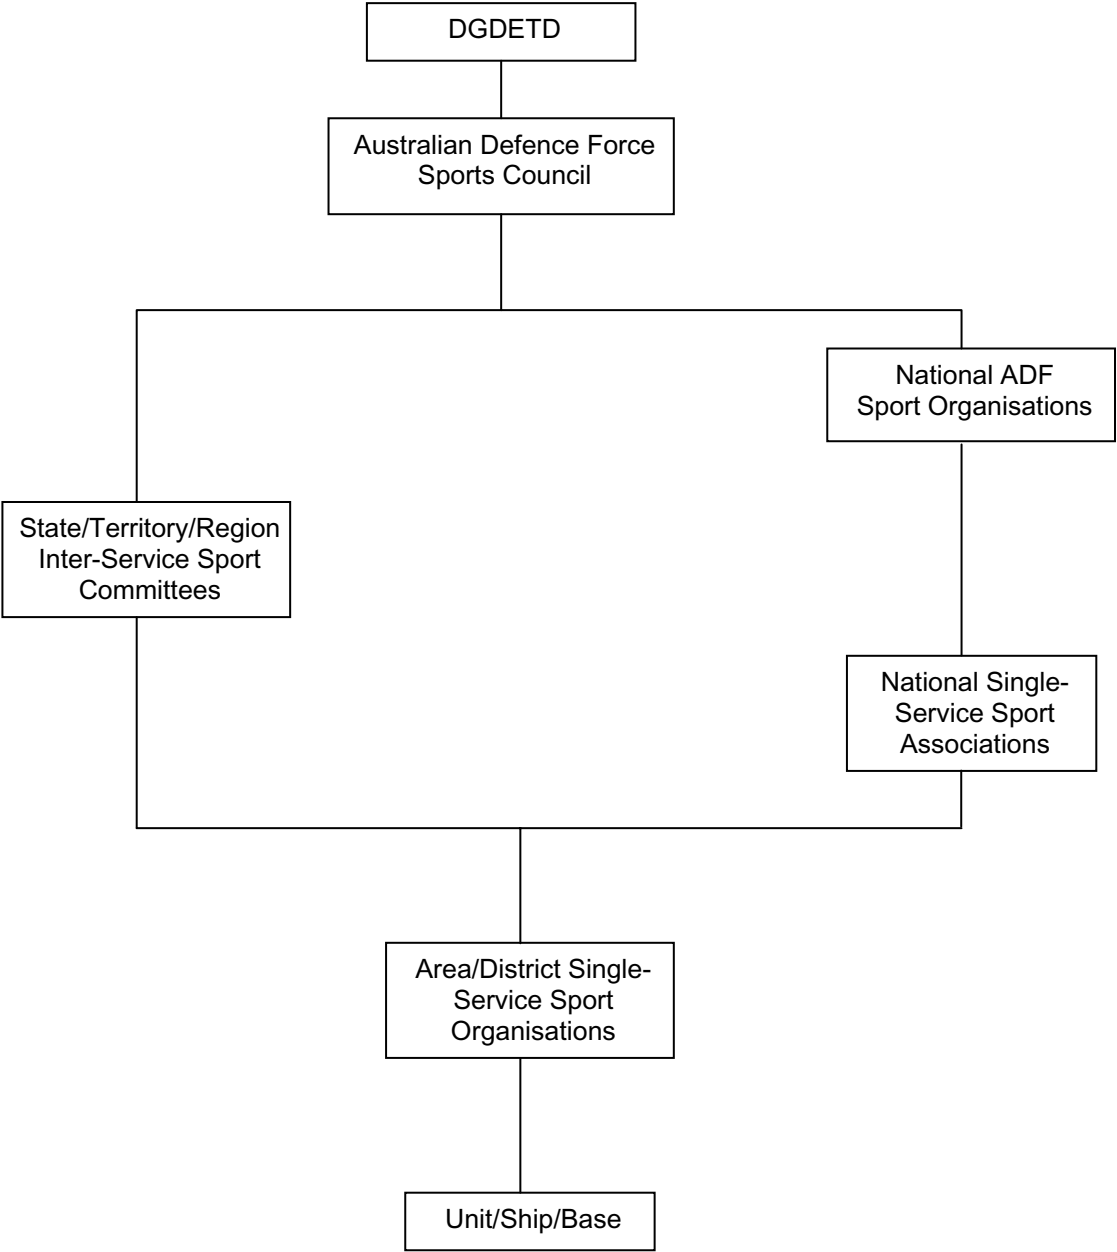 DGDETD
Australian Defence Force
Sports Council
National ADF
Sport Organisations
State/Territory/Region
Inter-Service Sport
Committees
National Single-
Service Sport
Associations
Area/District Single-
Service Sport
Organisations
Unit/Ship/Base